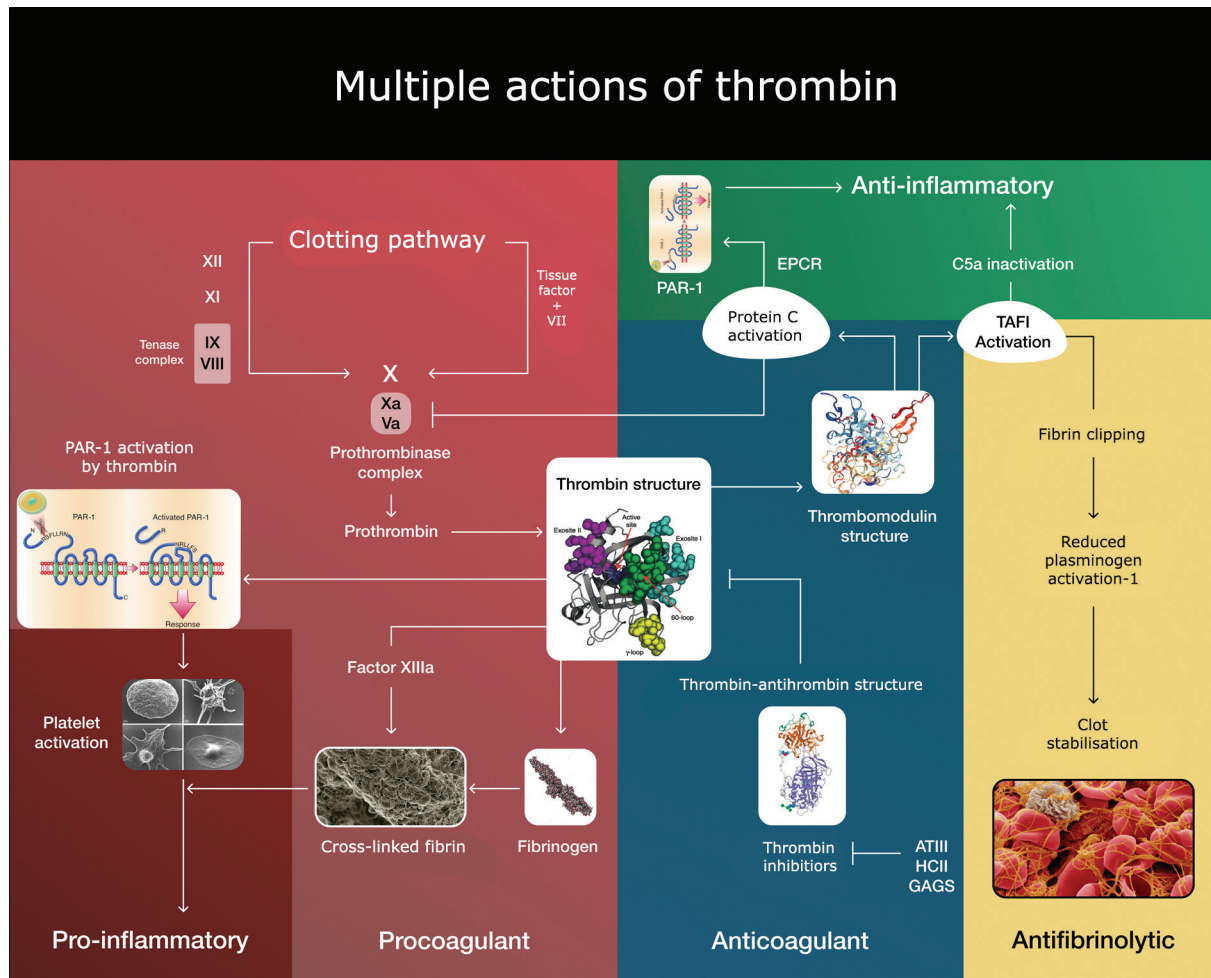 Multiple actions of thrombin
Clotting pathway
XII
XI
Tenase
complex
IX
VIII
Tissue
factor
+
VII
X
Xa
Va
Prothrombinase
complex
Prothrombin
PAR-1 activation
by thrombin
PAR-1
Activated PAR-1
N
SFLLRN
R
NRLLFS
C
Response
Platelet
activation
Pro-inflammatory
Factor XIIIa
Cross-linked fibrin
Fibrinogen
Procoagulant
Thrombin structure
Exosite II
Active
site
Exosite I
60-loop
γ-loop
PAR-1
EPCR
Anti-inflammatory
C5a inactivation
Protein C
activation
TAFI
Activation
Thrombomodulin
structure
Thrombin-antithrombin structure
Thrombin
inhibitiors
ATIII
HCII
GAGS
Anticoagulant
Fibrin clipping
Reduced
plasminogen
activation-1
Clot
stabilisation
Antifibrinolytic